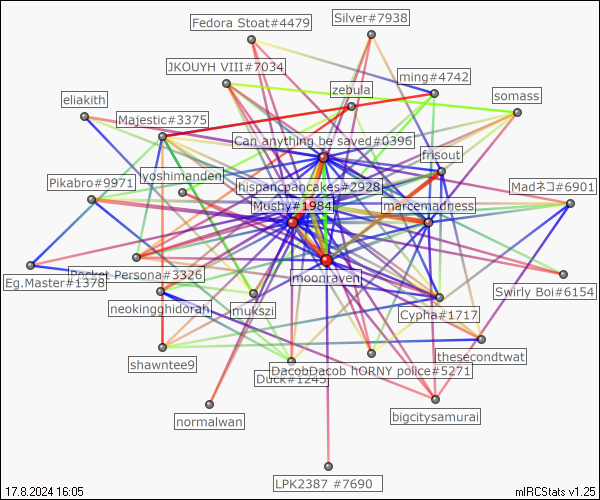 Silver#7938
Fedora Stoat#4479
JKOUYH VIII#7034
ming#4742
zebula
eliakith
somass
Majestic#3375
Can anything be saved#0396
frisout
lyoshimanden
Pikabro#9971
hispancpancakes#2928
Madネコ#6901
Mushy#1984
marcemadness
Pocket Persona#3326
Eg.Master#1378
moonraven
Swirly Boi#6154
neokingghidorah
mukszi
Cypha#1717
thesecondtwat
shawntee9
DacobDacob hORNY police#5271
Duck#1245
normalwan
bigcitysamurai
LPK2387 #7690
17.8.2024 16:05
mIRCStats v1.25